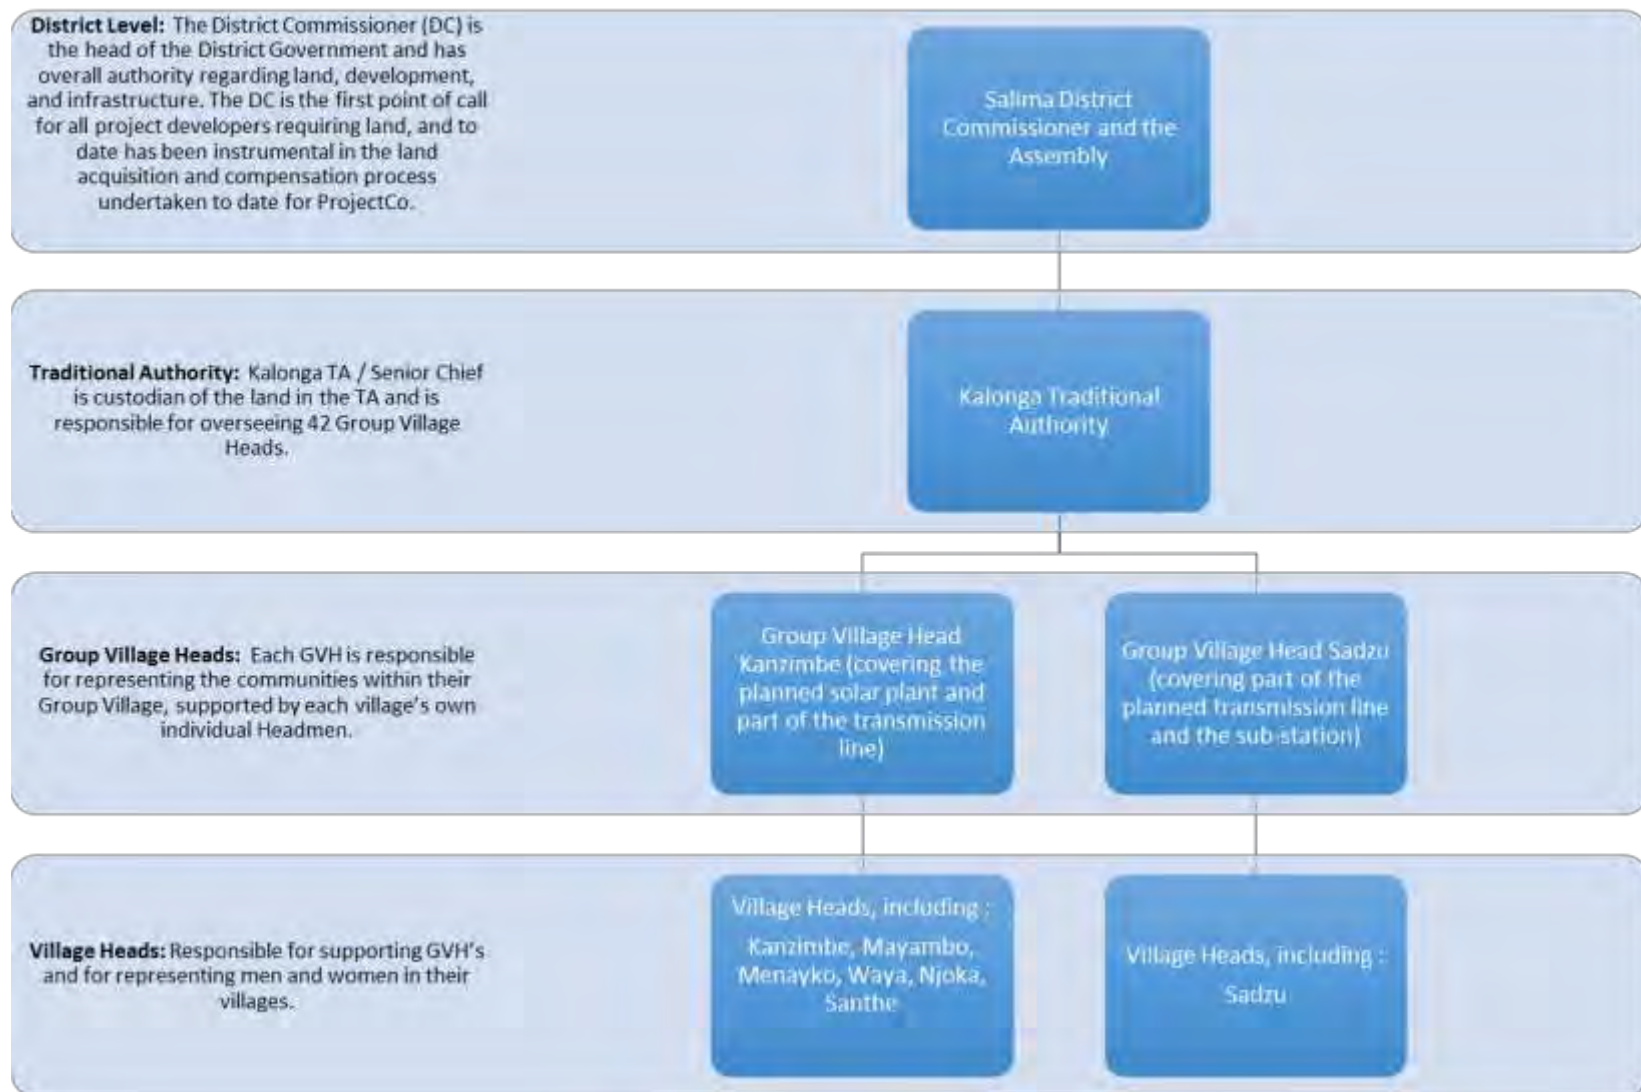 District Level: The District Commissioner (DC) is
the head of the District Government and has
overall authority regarding land, development,
and infrastructure. The DC is the first point of call
for all project developers requiring land, and to
date has been instrumental in the land
acquisition and compensation process
undertaken to date for ProjectCo.
Salima District
Commissioner and the
Assembly
Traditional Authority: Kalonga TA / Senior Chief
is custodian of the land in the TA and is
responsible for overseeing 42 Group Village
Heads.
Kalonga Traditional
Authority
Group Village Heads: Each GVH is responsible
for representing the communities within their
Group Village, supported by each village's own
individual Headmen.
Group Village Head
Kanzimbe (covering the
planned solar plant and
part of the transmission
line)
Group Village Head Sadzu
(covering part of the
planned transmission line
and the sub-station)
Village Heads: Responsible for supporting GVH's
and for representing men and women in their
villages.
Village Heads, including :
Kanzimbe, Mayambo,
Menayko, Waya, Njoka,
Santhe
Village Heads, including :
Sadzu